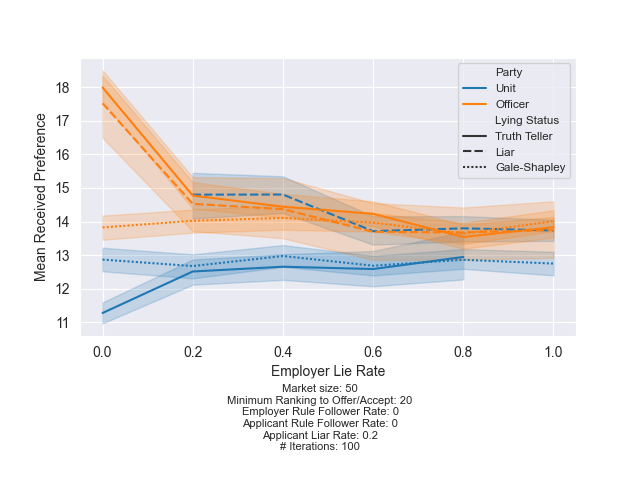 Mean Received Preference
18
17
16
15
14
13
12
11
Party
Unit
Officer
Lying Status
Truth Teller
Liar
Gale-Shapley
0.0 0.2 0.4 0.6 0.8 1.0
Employer Lie Rate
Market size: 50
Minimum Ranking to Offer/Accept: 20
Employer Rule Follower Rate: 0
Applicant Rule Follower Rate: 0
Applicant Liar Rate: 0.2
# Iterations: 100